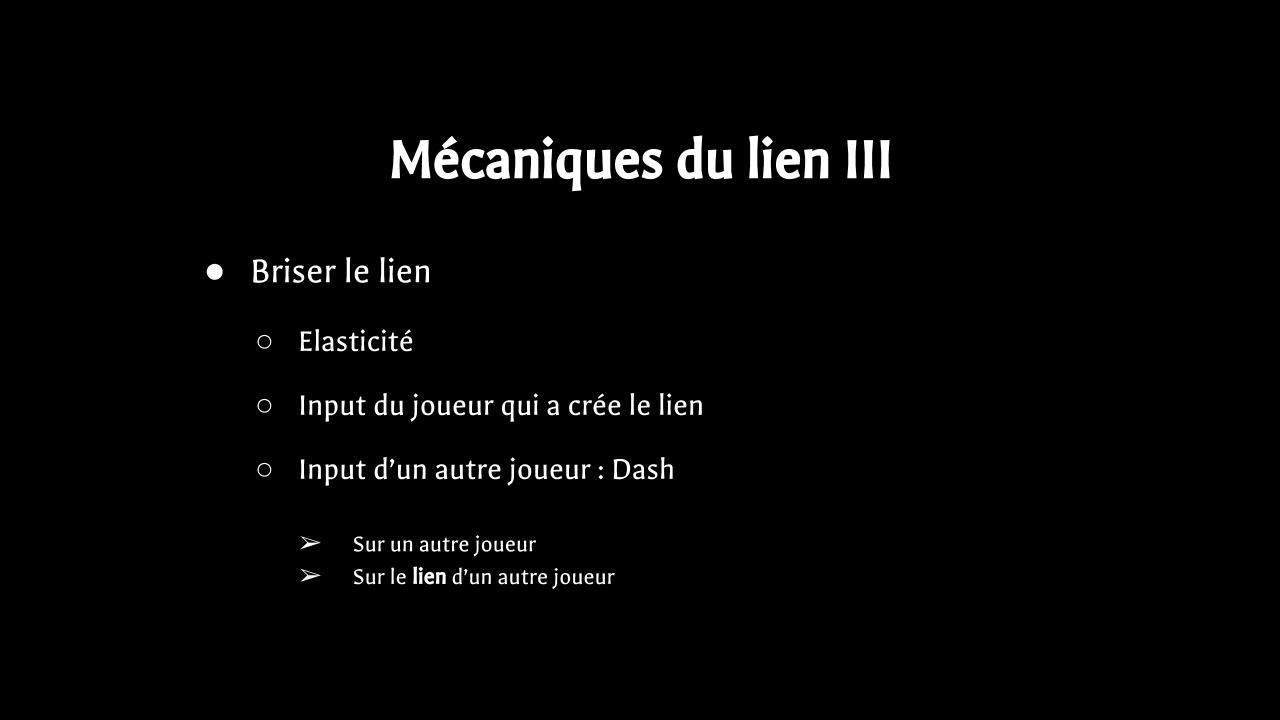 Mécaniques du lien III
● Briser le lien
○ Elasticité
○ Input du joueur qui a crée le lien
○ Input d’un autre joueur : Dash
➢ Sur un autre joueur
➢ Sur le lien d’un autre joueur